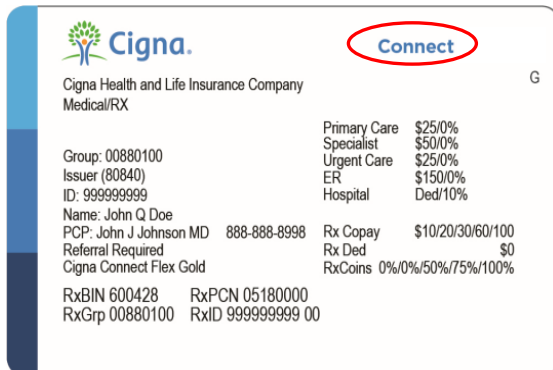 Cigna.
Connect
G
Cigna Health and Life Insurance Company
Medical/RX
Primary Care $25/0%
Specialist $50/0%
Urgent Care $25/0%
ER $150/0%
Hospital Ded/10%
Group: 00880100
Issuer (80840)
ID: 999999999
Name: John Q Doe
PCP: John J Johnson MD 888-888-8998
Referral Required
Cigna Connect Flex Gold
Rx Copay $10/20/30/60/100
Rx Ded $0
RxCoins 0%/0%/50%/75%/100%
RxBIN 600428 RxPCN 05180000
RxGrp 00880100 RxID 999999999 00